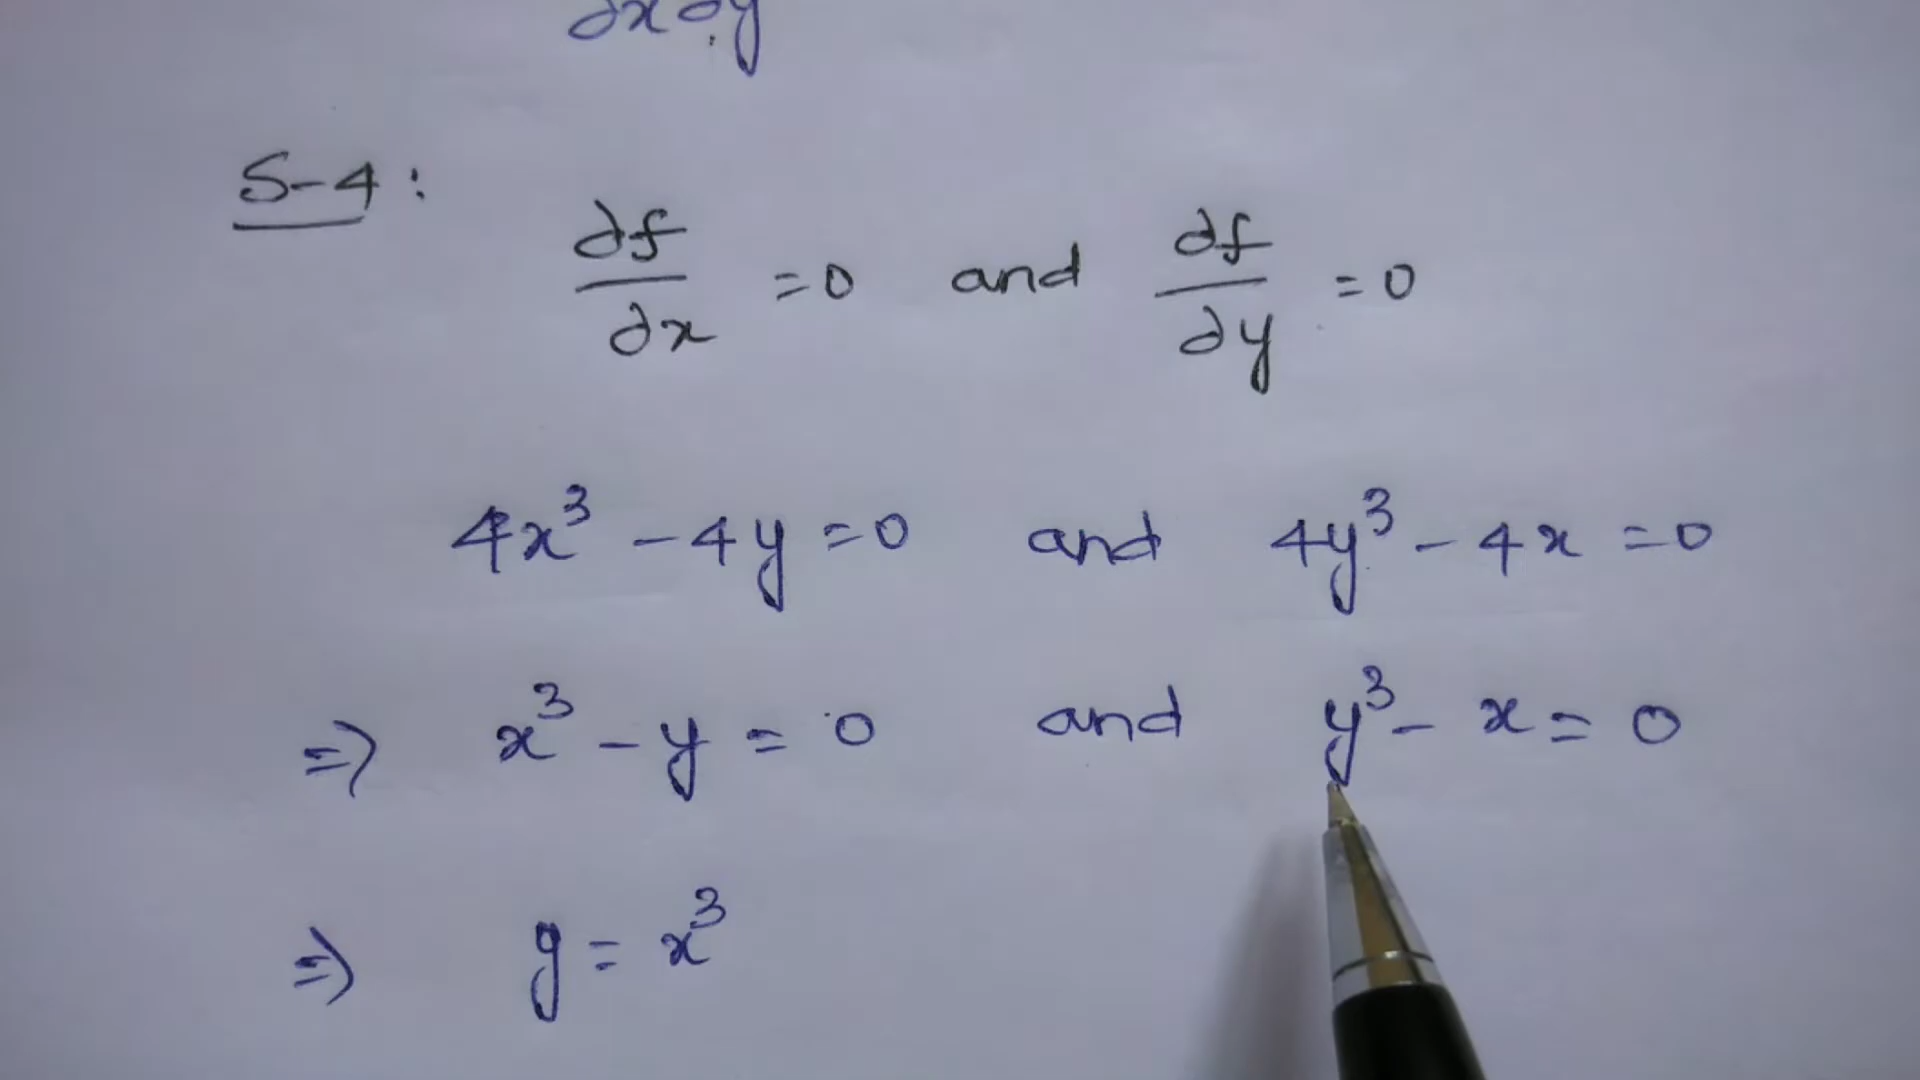 ∂x∂y
S-4:
∂f/∂x =0 and ∂f/∂y =0
4x³ -4y =0 and 4y³ - 4x =0
⇒ x³ - y = 0 and y³ - x = 0
⇒ y = x³